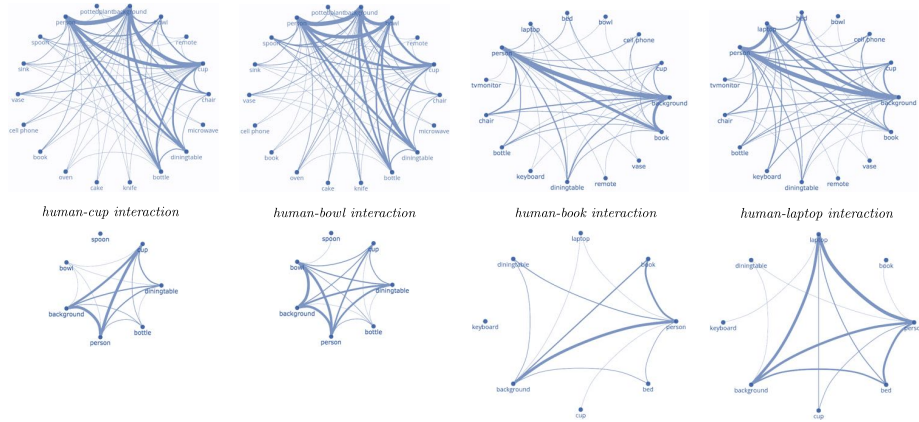 pottedplant background
person bowl
spoon remote
sink cup
vase chair
cell phone microwave
book diningtable
oven bottle
cake knife
human-cup interaction
pottedplant background
person bowl
spoon remote
sink cup
vase chair
cell phone microwave
book diningtable
oven bottle
cake knife
human-bowl interaction
bed
laptop bowl
person cell phone
tvmonitor cup
chair background
bottle book
keyboard vase
diningtable remote
human-book interaction
bed
laptop bowl
person cell phone
tvmonitor cup
chair background
bottle book
keyboard vase
diningtable remote
human-laptop interaction
spoon
cup
bowl
diningtable
background
bottle
person
spoon
cup
bowl
diningtable
background
bottle
person
laptop
diningtable book
keyboard person
background bed
cup
laptop
diningtable book
keyboard person
background bed
cup